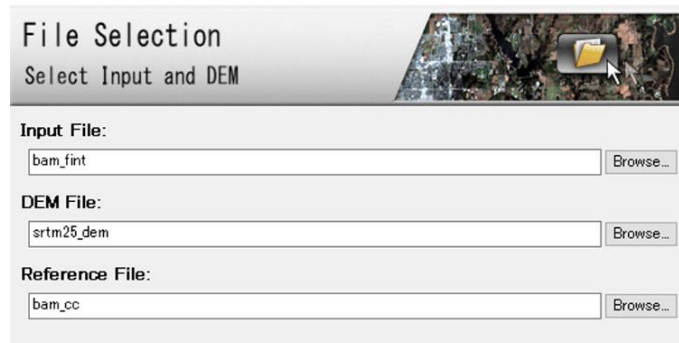 File Selection
Select Input and DEM
Input File:
bam_fint
Browse...
DEM File:
srtm25_dem
Browse...
Reference File:
bam_cc
Browse...